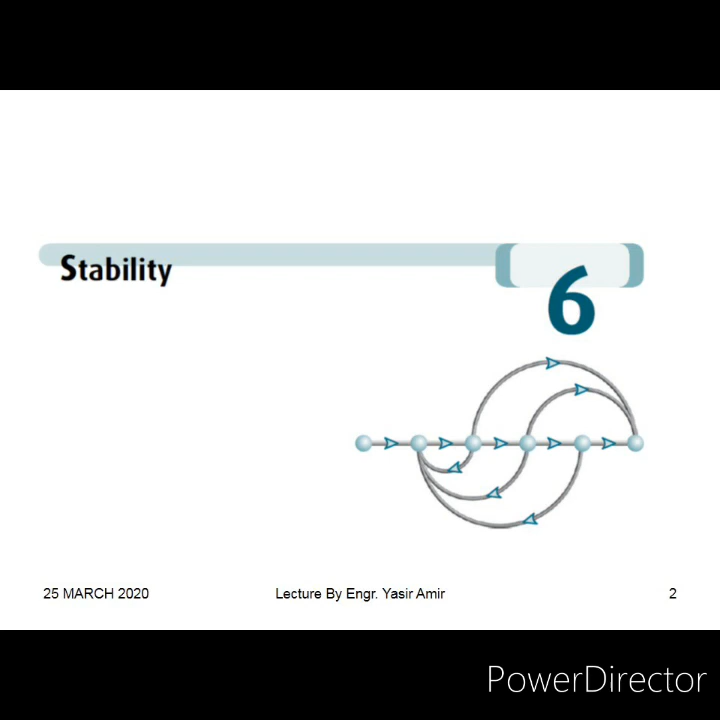 Stability
6
25 MARCH 2020
Lecture By Engr. Yasir Amir
2
PowerDirector